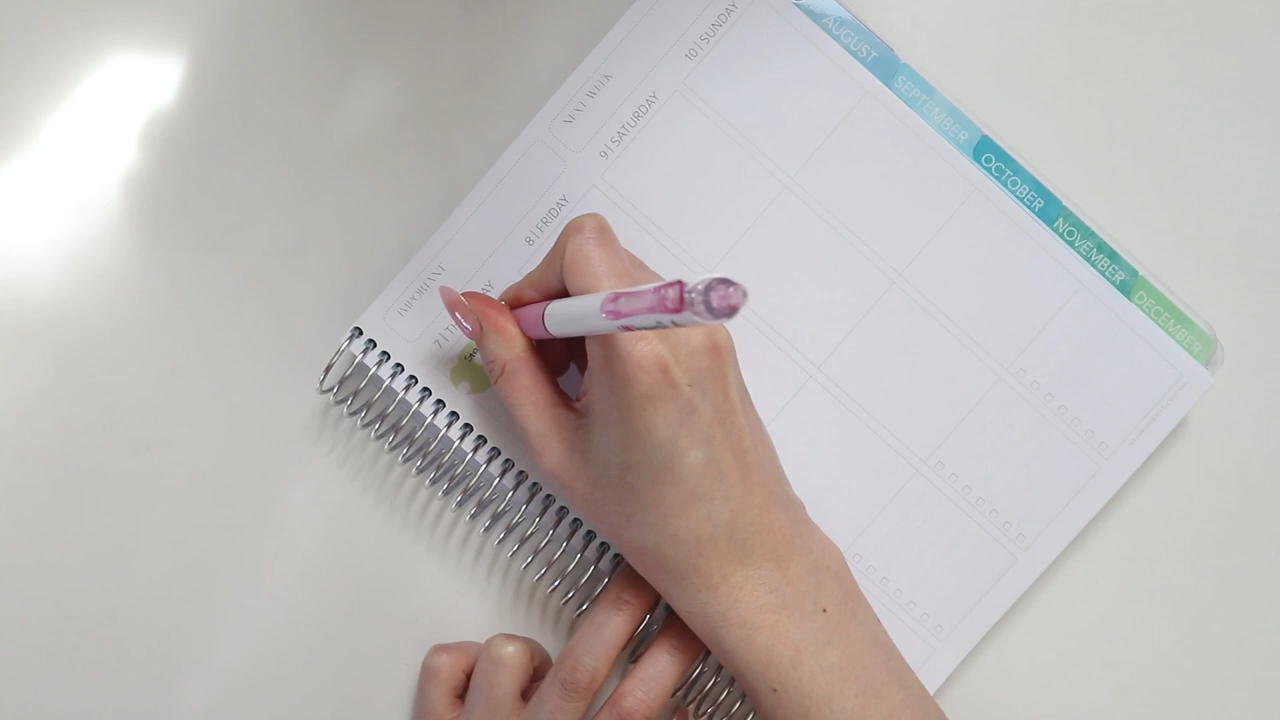 IMPORTANT
NEXT WEEK
8 | FRIDAY
9 | SATURDAY
10 | SUNDAY
AUGUST
SEPTEMBER
OCTOBER
NOVEMBER
DECEMBER